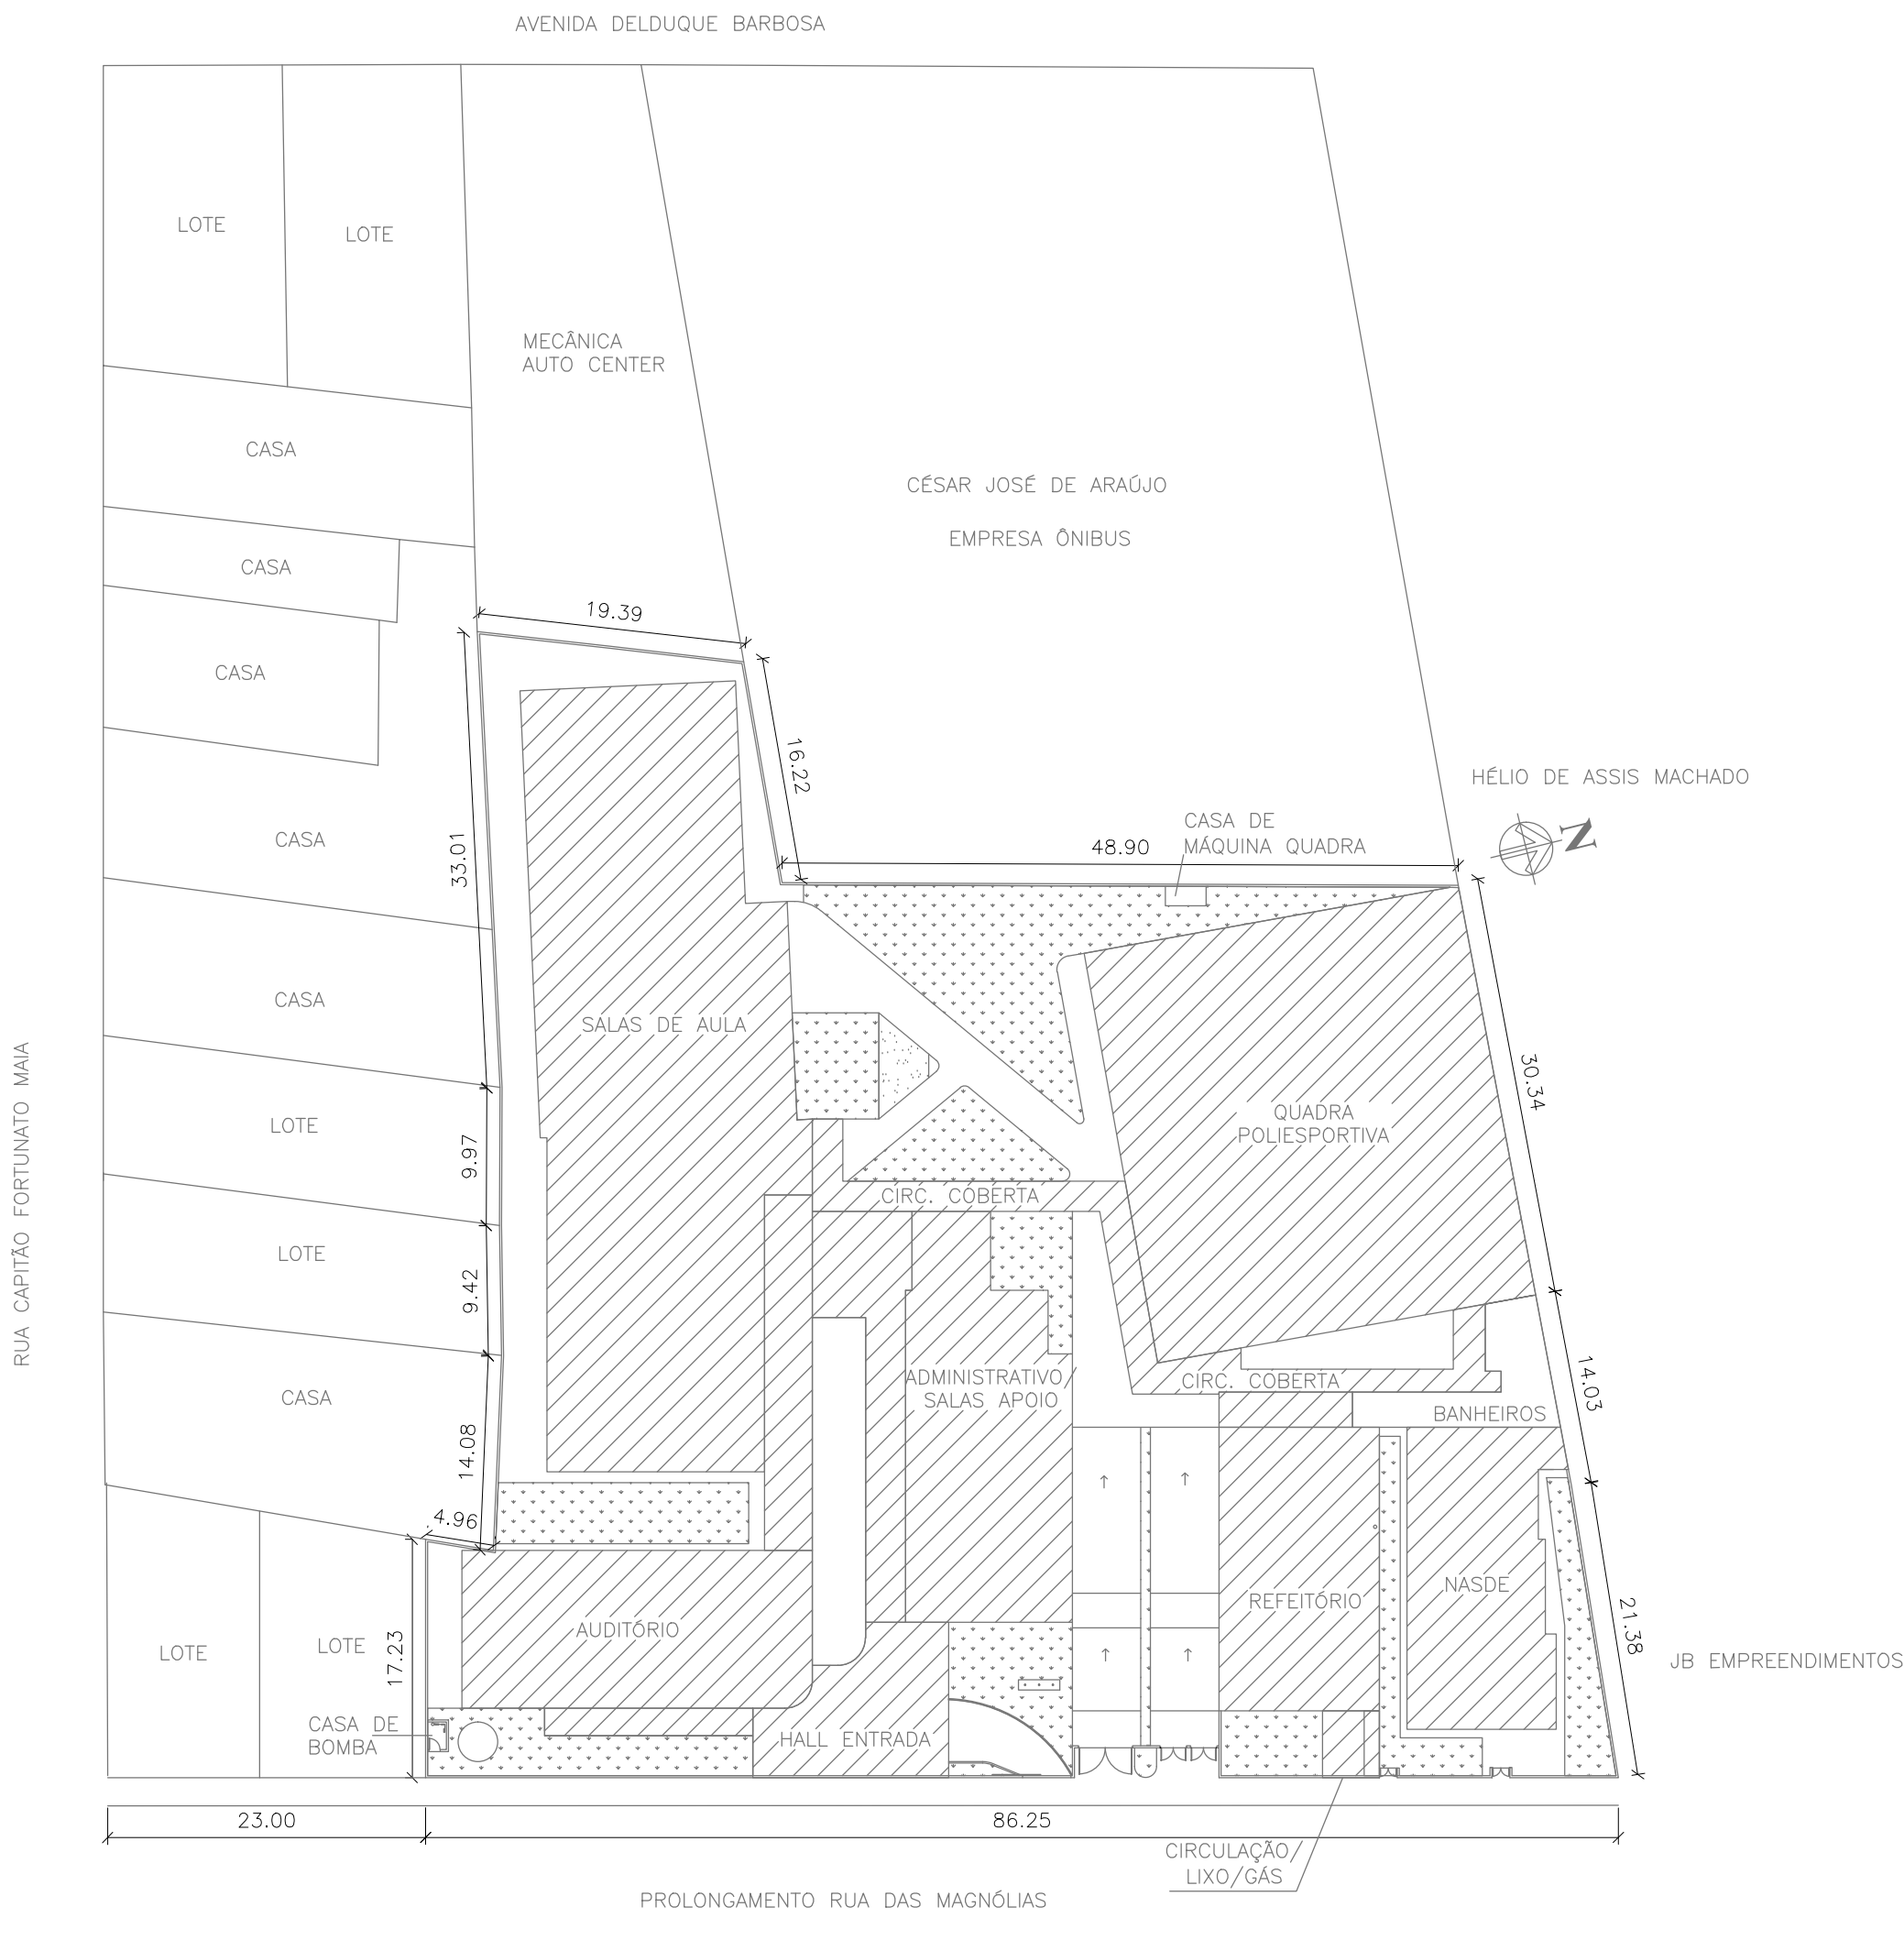 AVENIDA DELDUQUE BARBOSA
LOTE
LOTE
MECÂNICA
AUTO CENTER
CASA
CÉSAR JOSÉ DE ARAÚJO
EMPRESA ÔNIBUS
CASA
19.39
CASA
16.22
HÉLIO DE ASSIS MACHADO
N
CASA DE
MÁQUINA QUADRA
48.90
33.01
CASA
CASA
SALAS DE AULA
30.34
RUA CAPITÃO FORTUNATO MAIA
LOTE
9.97
QUADRA
POLIESPORTIVA
CIRC. COBERTA
LOTE
9.42
ADMINISTRATIVO/
SALAS APOIO
CIRC. COBERTA
14.03
CASA
BANHEIROS
14.08
4.96
NASDE
REFEITÓRIO
21.38
AUDITÓRIO
LOTE
LOTE
17.23
JB EMPREENDIMENTOS
CASA DE
BOMBA
HALL ENTRADA
23.00
86.25
CIRCULAÇÃO/
LIXO/GÁS
PROLONGAMENTO RUA DAS MAGNÓLIAS